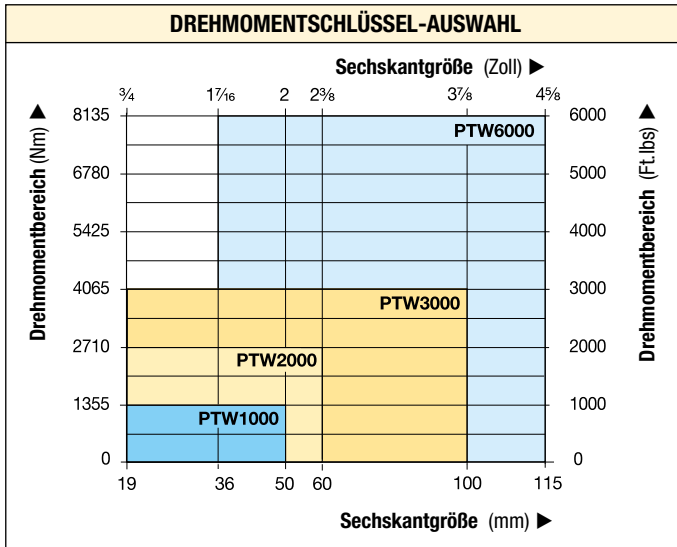 DREHMOMENTSCHLÜSSEL-AUSWAHL
Sechskantgröße (Zoll) ▶
¾ 1⁷⁄₁₆ 2 2⅜ 3⅞ 4⅝
Drehmomentbereich (Nm) ▲
Drehmomentbereich (Ft.lbs) ▲
8135 6000
PTW6000
6780 5000
5425 4000
4065 3000
PTW3000
2710 2000
PTW2000
1355 1000
PTW1000
0 0
19 36 50 60 100 115
Sechskantgröße (mm) ▶